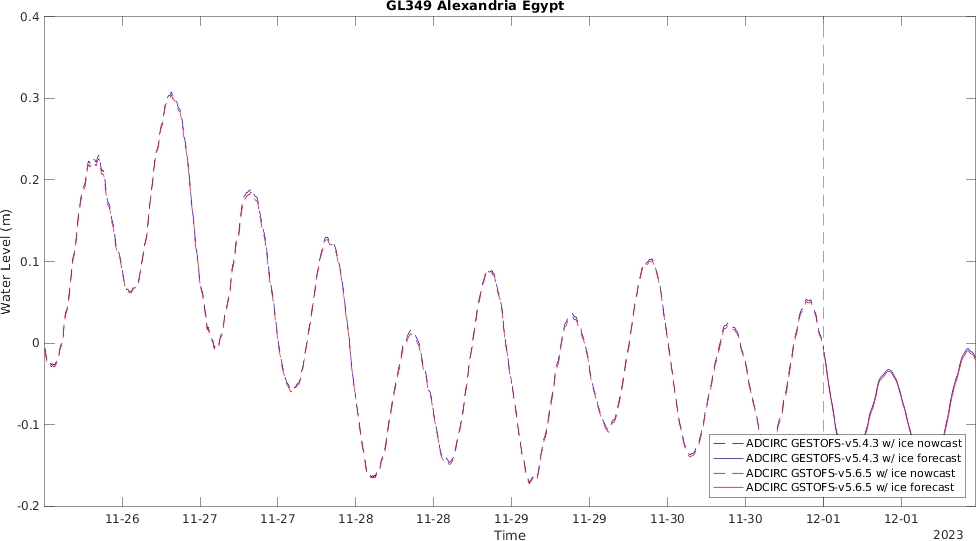 GL349 Alexandria Egypt
0.4
0.3
0.2
0.1
0
-0.1
-0.2
Water Level (m)
ADCIRC GESTOFS-v5.4.3 w/ ice nowcast
ADCIRC GESTOFS-v5.4.3 w/ ice forecast
ADCIRC GSTOFS-v5.6.5 w/ ice nowcast
ADCIRC GSTOFS-v5.6.5 w/ ice forecast
11-26 11-27 11-27 11-28 11-28 11-29 11-29 11-30 11-30 12-01 12-01
Time
2023